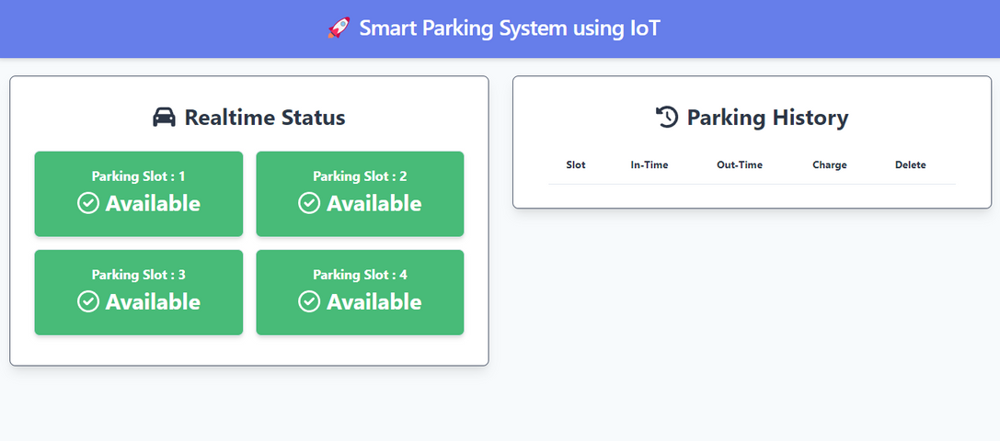 🚀 Smart Parking System using IoT
Realtime Status
Parking Slot : 1
Available
Parking Slot : 2
Available
Parking Slot : 3
Available
Parking Slot : 4
Available
Parking History
Slot In-Time Out-Time Charge Delete